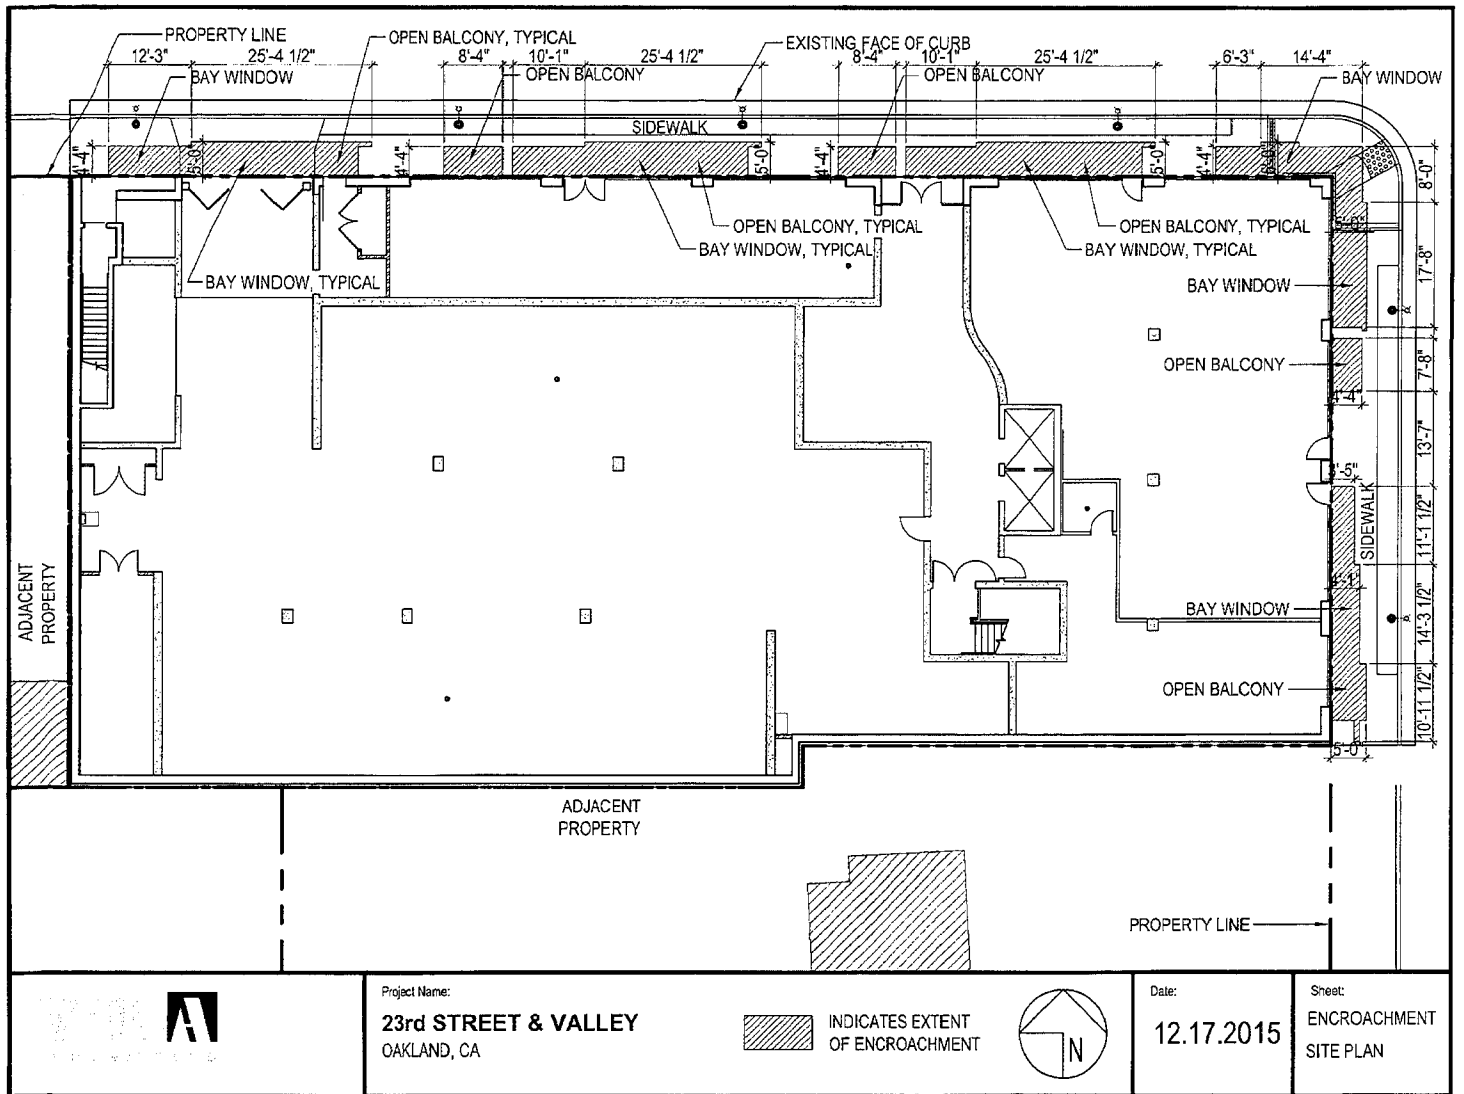 PROPERTY LINE
OPEN BALCONY, TYPICAL
EXISTING FACE OF CURB
12'-3"
25'-4 1/2"
8'-4"
10'-1"
25'-4 1/2"
8'-4"
10'-1"
25'-4 1/2"
6'-3"
14'-4"
BAY WINDOW
OPEN BALCONY
OPEN BALCONY
BAY WINDOW
SIDEWALK
4'-4"
5'-0"
4'-4"
5'-0"
4'-4"
5'-0"
4'-4"
8'-0"
OPEN BALCONY, TYPICAL
BAY WINDOW, TYPICAL
OPEN BALCONY, TYPICAL
BAY WINDOW, TYPICAL
BAY WINDOW, TYPICAL
17'-8"
BAY WINDOW
OPEN BALCONY
7'-8"
4'-4"
13'-7"
SIDEWALK
11'-1 1/2"
4'-1"
BAY WINDOW
14'-3 1/2"
OPEN BALCONY
10'-11 1/2"
5'-0"
ADJACENT
PROPERTY
ADJACENT
PROPERTY
PROPERTY LINE
Project Name:
23rd STREET & VALLEY
OAKLAND, CA
INDICATES EXTENT
OF ENCROACHMENT
N
Date:
12.17.2015
Sheet:
ENCROACHMENT
SITE PLAN